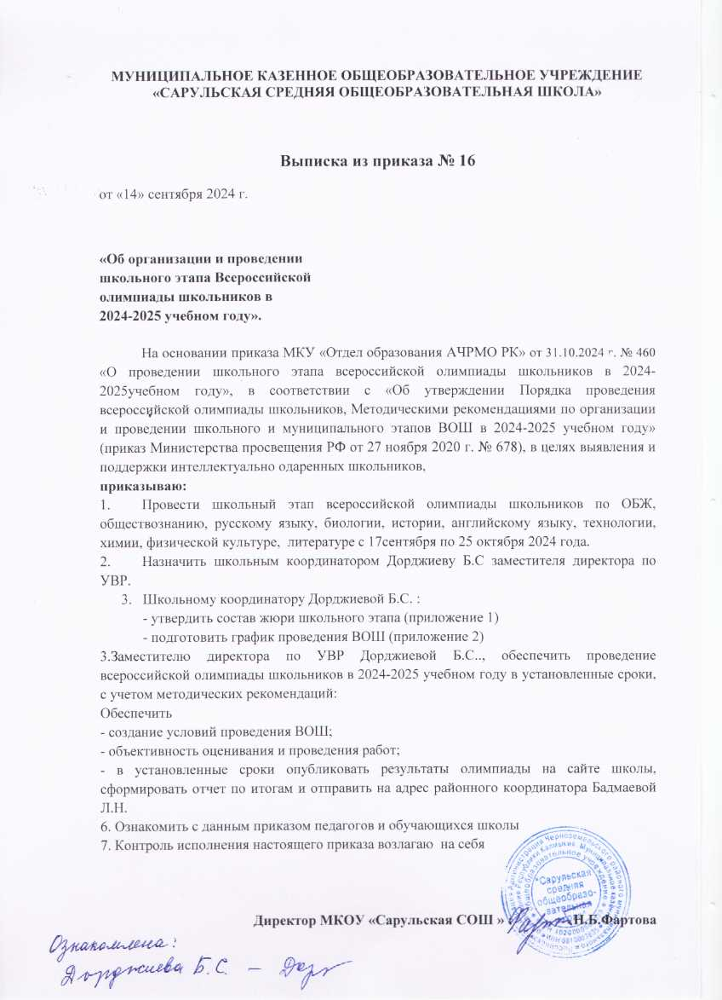 МУНИЦИПАЛЬНОЕ КАЗЕННОЕ ОБЩЕОБРАЗОВАТЕЛЬНОЕ УЧРЕЖДЕНИЕ
«САРУЛЬСКАЯ СРЕДНЯЯ ОБЩЕОБРАЗОВАТЕЛЬНАЯ ШКОЛА»
Выписка из приказа № 16
от «14» сентября 2024 г.
«Об организации и проведении
школьного этапа Всероссийской
олимпиады школьников в
2024-2025 учебном году».
На основании приказа МКУ «Отдел образования АЧРМО РК» от 31.10.2024 г. № 460
«О проведении школьного этапа всероссийской олимпиады школьников в 2024-
2025учебном году», в соответствии с «Об утверждении Порядка проведения
всероссийской олимпиады школьников, Методическими рекомендациями по организации
и проведении школьного и муниципального этапов ВОШ в 2024-2025 учебном году»
(приказ Министерства просвещения РФ от 27 ноября 2020 г. № 678), в целях выявления и
поддержки интеллектуально одаренных школьников,
приказываю:
1. Провести школьный этап всероссийской олимпиады школьников по ОБЖ,
обществознанию, русскому языку, биологии, истории, английскому языку, технологии,
химии, физической культуре, литературе с 17сентября по 25 октября 2024 года.
2. Назначить школьным координатором Дорджиеву Б.С заместителя директора по
УВР.
3. Школьному координатору Дорджиевой Б.С. :
- утвердить состав жюри школьного этапа (приложение 1)
- подготовить график проведения ВОШ (приложение 2)
3.Заместителю директора по УВР Дорджиевой Б.С.., обеспечить проведение
всероссийской олимпиады школьников в 2024-2025 учебном году в установленные сроки,
с учетом методических рекомендаций:
Обеспечить
- создание условий проведения ВОШ;
- объективность оценивания и проведения работ;
- в установленные сроки опубликовать результаты олимпиады на сайте школы,
сформировать отчет по итогам и отправить на адрес районного координатора Бадмаевой
Л.Н.
6. Ознакомить с данным приказом педагогов и обучающихся школы
7. Контроль исполнения настоящего приказа возлагаю на себя
"Сарульская
средняя
общеобразо-
вательная
Директор МКОУ «Сарульская СОШ » Н.Б.Фартова
Ознакомлена:
Дорджиева Б.С. –